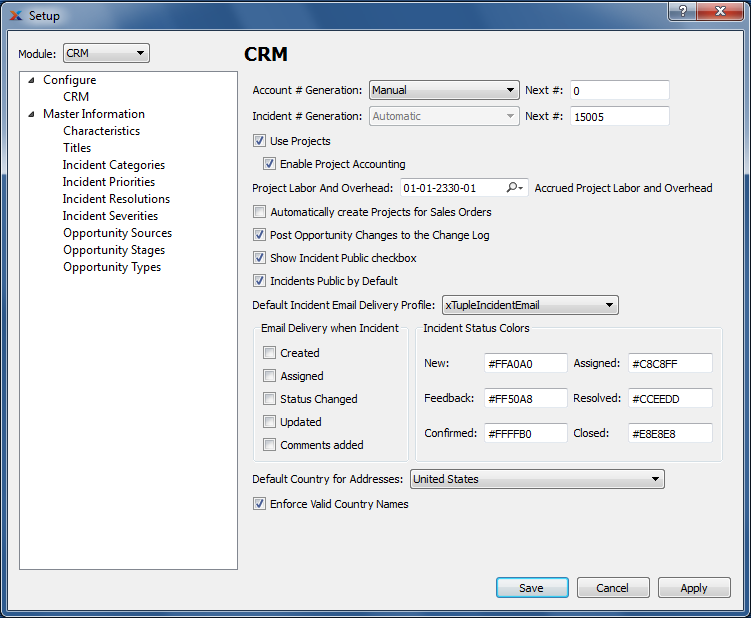 Setup
Module: CRM
Configure
CRM
Master Information
Characteristics
Titles
Incident Categories
Incident Priorities
Incident Resolutions
Incident Severities
Opportunity Sources
Opportunity Stages
Opportunity Types
CRM
Account # Generation: Manual Next #: 0
Incident # Generation: Automatic Next #: 15005
Use Projects
Enable Project Accounting
Project Labor And Overhead: 01-01-2330-01 Accrued Project Labor and Overhead
Automatically create Projects for Sales Orders
Post Opportunity Changes to the Change Log
Show Incident Public checkbox
Incidents Public by Default
Default Incident Email Delivery Profile: xTupleIncidentEmail
Email Delivery when Incident
Created
Assigned
Status Changed
Updated
Comments added
Incident Status Colors
New: #FFA0A0 Assigned: #C8C8FF
Feedback: #FF50A8 Resolved: #CCEEDD
Confirmed: #FFFFB0 Closed: #E8E8E8
Default Country for Addresses: United States
Enforce Valid Country Names
Save Cancel Apply